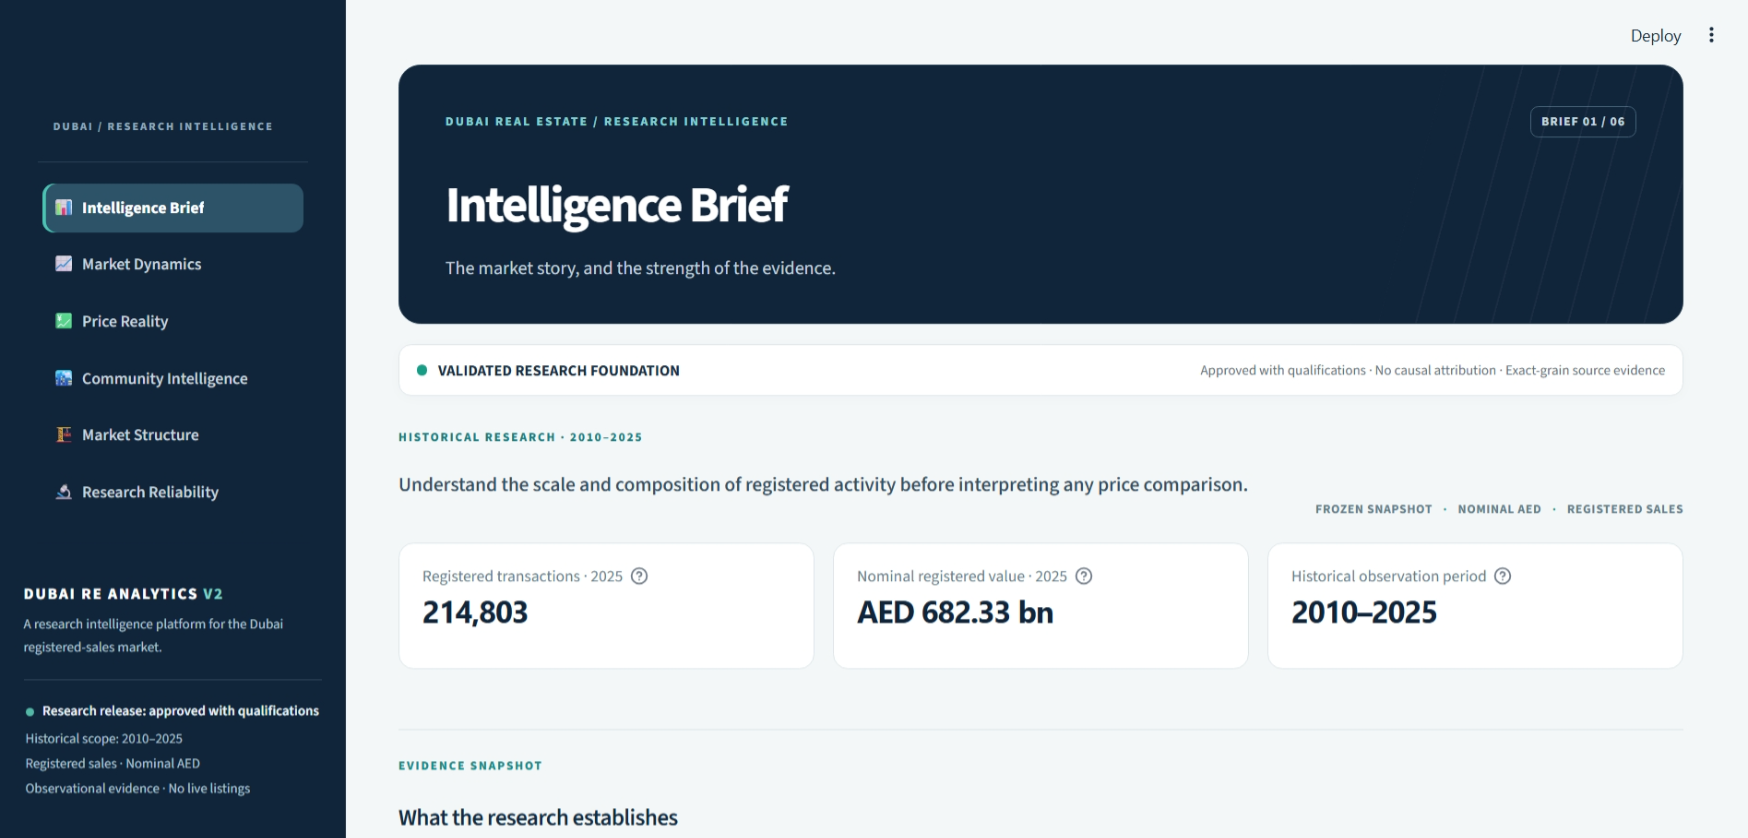 DUBAI / RESEARCH INTELLIGENCE
Intelligence Brief
Market Dynamics
Price Reality
Community Intelligence
Market Structure
Research Reliability
DUBAI RE ANALYTICS V2
A research intelligence platform for the Dubai
registered-sales market.
Research release: approved with qualifications
Historical scope: 2010–2025
Registered sales · Nominal AED
Observational evidence · No live listings
Deploy
DUBAI REAL ESTATE / RESEARCH INTELLIGENCE
BRIEF 01 / 06
Intelligence Brief
The market story, and the strength of the evidence.
VALIDATED RESEARCH FOUNDATION
Approved with qualifications · No causal attribution · Exact-grain source evidence
HISTORICAL RESEARCH · 2010–2025
Understand the scale and composition of registered activity before interpreting any price comparison.
FROZEN SNAPSHOT · NOMINAL AED · REGISTERED SALES
Registered transactions · 2025
214,803
Nominal registered value · 2025
AED 682.33 bn
Historical observation period
2010–2025
EVIDENCE SNAPSHOT
What the research establishes